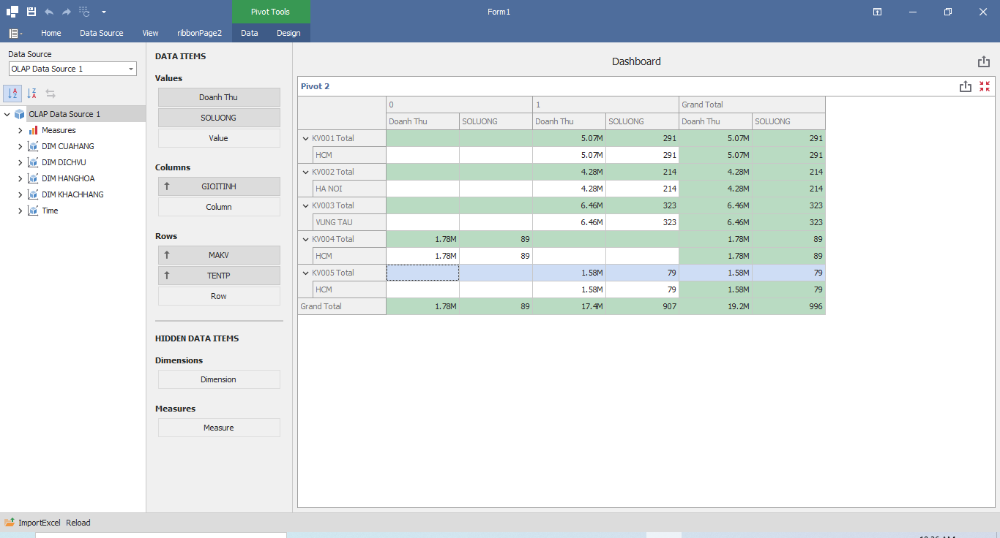 Pivot Tools
Form1
Home Data Source View ribbonPage2 Data Design
Data Source
OLAP Data Source 1
OLAP Data Source 1
Measures
DIM CUAHANG
DIM DICHVU
DIM HANGHOA
DIM KHACHHANG
Time
DATA ITEMS
Values
Doanh Thu
SOLUONG
Value
Columns
GIOITINH
Column
Rows
MAKV
TENTP
Row
HIDDEN DATA ITEMS
Dimensions
Dimension
Measures
Measure
Dashboard
Pivot 2
0 1 Grand Total
Doanh Thu SOLUONG Doanh Thu SOLUONG Doanh Thu SOLUONG
KV001 Total 5.07M 291 5.07M 291
HCM 5.07M 291 5.07M 291
KV002 Total 4.28M 214 4.28M 214
HA NOI 4.28M 214 4.28M 214
KV003 Total 6.46M 323 6.46M 323
VUNG TAU 6.46M 323 6.46M 323
KV004 Total 1.78M 89 1.78M 89
HCM 1.78M 89 1.78M 89
KV005 Total 1.58M 79 1.58M 79
HCM 1.58M 79 1.58M 79
Grand Total 1.78M 89 17.4M 907 19.2M 996
ImportExcel Reload